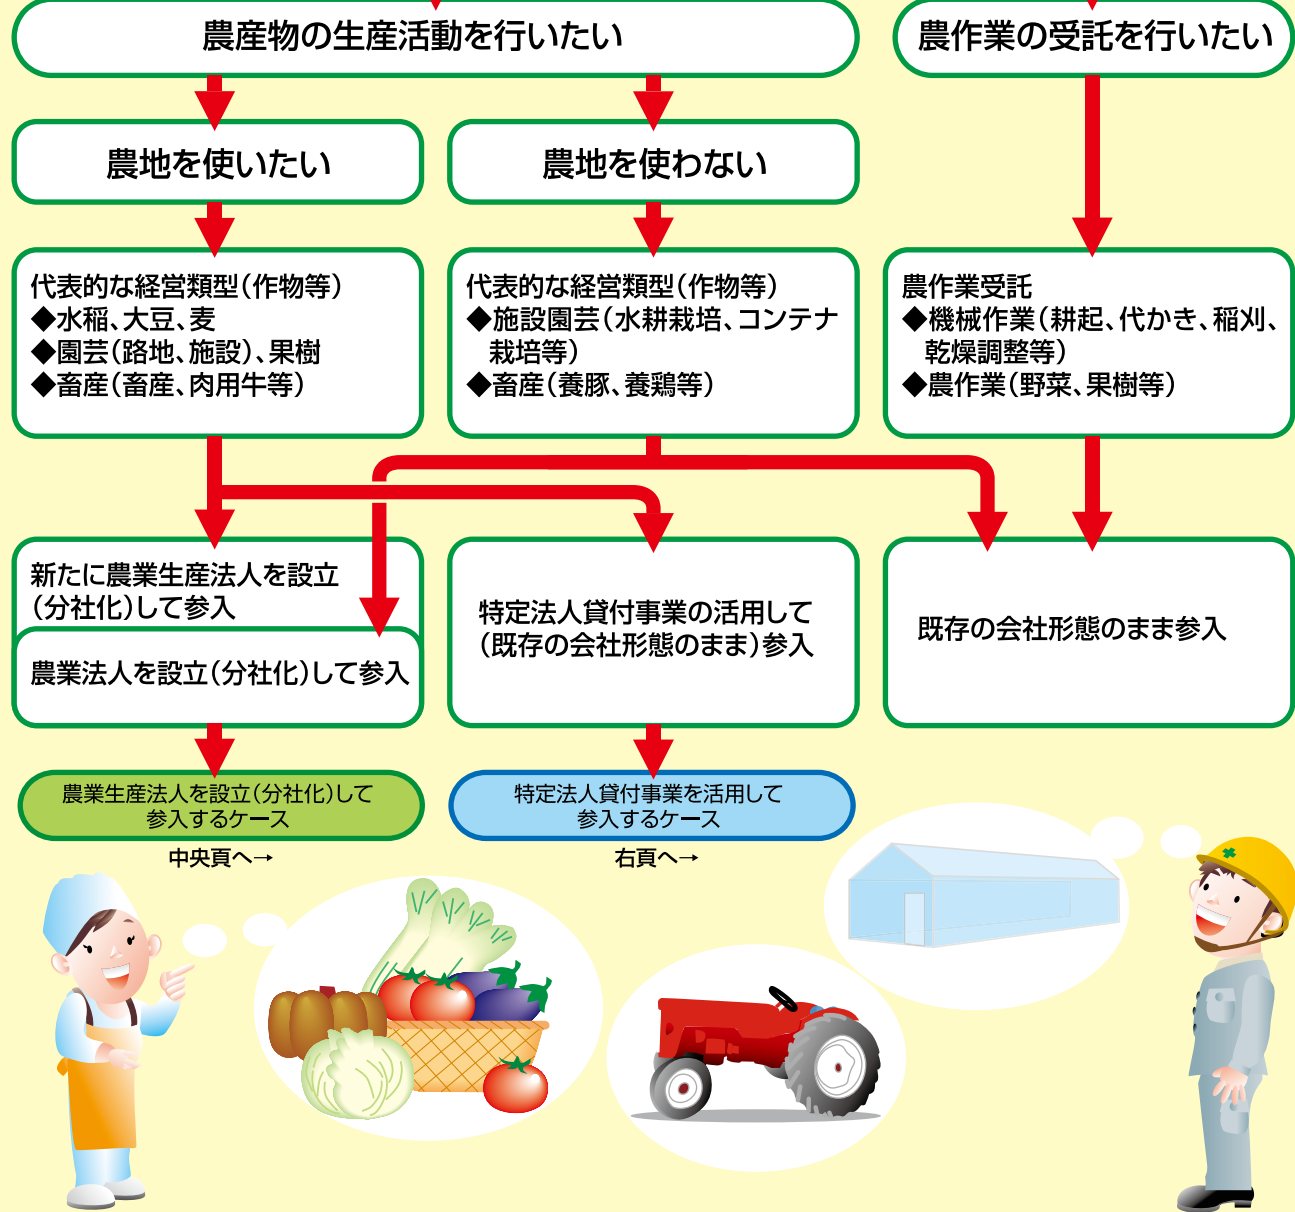 農産物の生産活動を行いたい
農作業の受託を行いたい
農地を使いたい
農地を使わない
代表的な経営類型（作物等）
◆水稲、大豆、麦
◆園芸（路地、施設）、果樹
◆畜産（畜産、肉用牛等）
代表的な経営類型（作物等）
◆施設園芸（水耕栽培、コンテナ
栽培等）
◆畜産（養豚、養鶏等）
農作業受託
◆機械作業（耕起、代かき、稲刈、
乾燥調整等）
◆農作業（野菜、果樹等）
新たに農業生産法人を設立
（分社化）して参入
農業法人を設立（分社化）して参入
特定法人貸付事業の活用して
（既存の会社形態のまま）参入
既存の会社形態のまま参入
農業生産法人を設立（分社化）して
参入するケース
中央頁へ→
特定法人貸付事業を活用して
参入するケース
右頁へ→